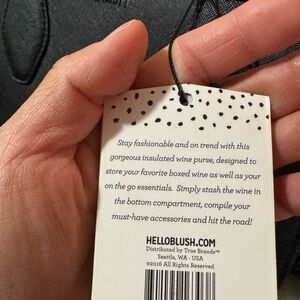 Stay fashionable and on trend with this
gorgeous insulated wine purse, designed to
store your favorite boxed wine as well as your
on the go essentials. Simply stash the wine in
the bottom compartment, compile your
must-have accessories and hit the road!
HELLOBLUSH.COM
Distributed by True Brands™
Seattle, WA - USA
©2016 All Rights Reserved